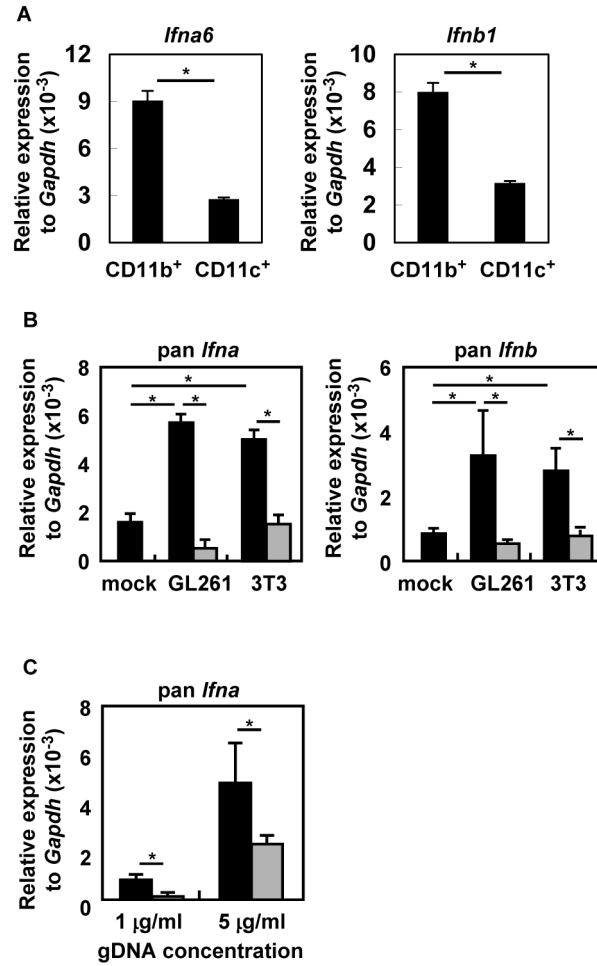 A
Ifna6
Relative expression
to Gapdh (x10⁻³)
12
9
6
3
0
*
CD11b⁺ CD11c⁺
Ifnb1
Relative expression
to Gapdh (x10⁻³)
10
8
6
4
2
0
*
CD11b⁺ CD11c⁺
B
pan Ifna
Relative expression
to Gapdh (x10⁻³)
8
6
4
2
0
*
* * *
mock GL261 3T3
pan Ifnb
Relative expression
to Gapdh (x10⁻³)
6
4
2
0
*
* * *
mock GL261 3T3
C
pan Ifna
Relative expression
to Gapdh (x10⁻³)
8
6
4
2
0
* *
1 µg/ml 5 µg/ml
gDNA concentration